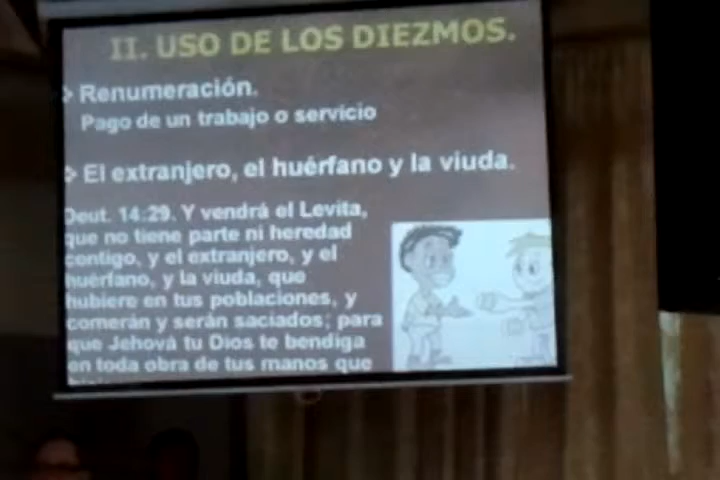 II. USO DE LOS DIEZMOS.
Renumeración.
Pago de un trabajo o servicio
El extranjero, el huérfano y la viuda.
Deut. 14:29. Y vendrá el Levita,
que no tiene parte ni heredad
contigo, y el extranjero, y el
huérfano, y la viuda, que
hubiere en tus poblaciones, y
comerán y serán saciados; para
que Jehová tu Dios te bendiga
en toda obra de tus manos que